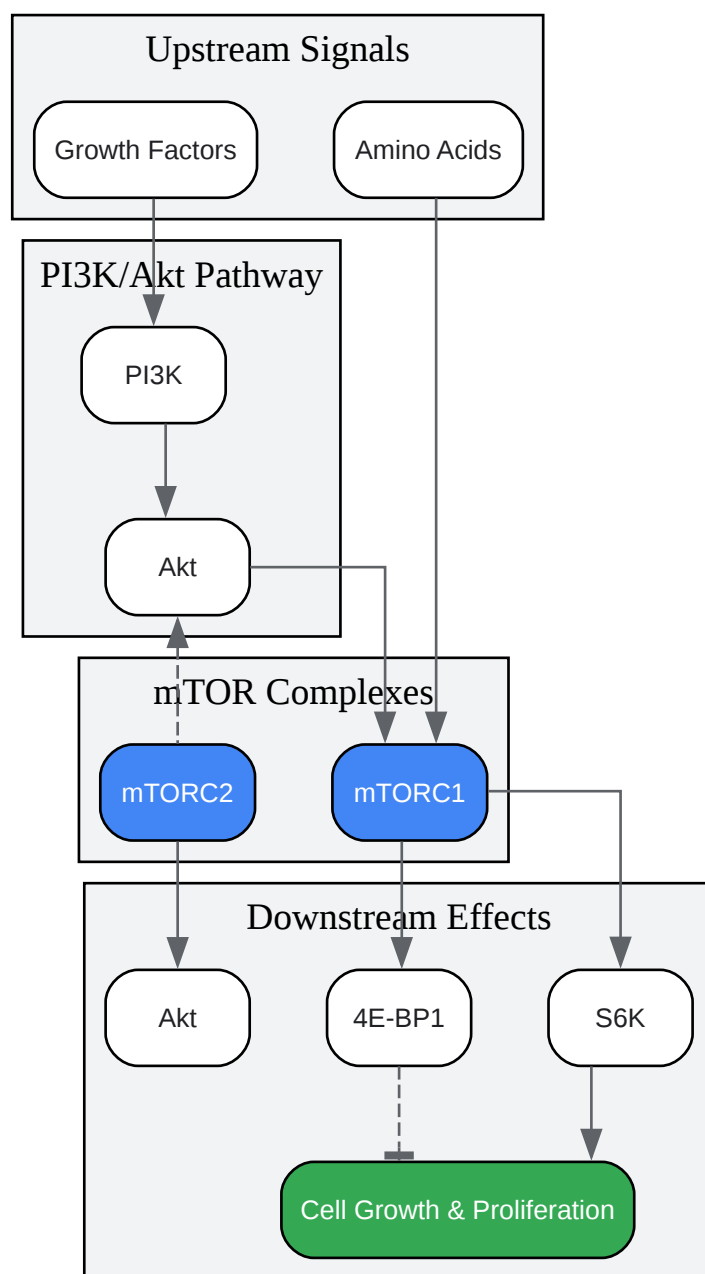 Upstream Signals
Growth Factors
Amino Acids
PI3K/Akt Pathway
PI3K
Akt
mTOR Complexes
mTORC2
mTORC1
Downstream Effects
Akt
4E-BP1
S6K
Cell Growth & Proliferation